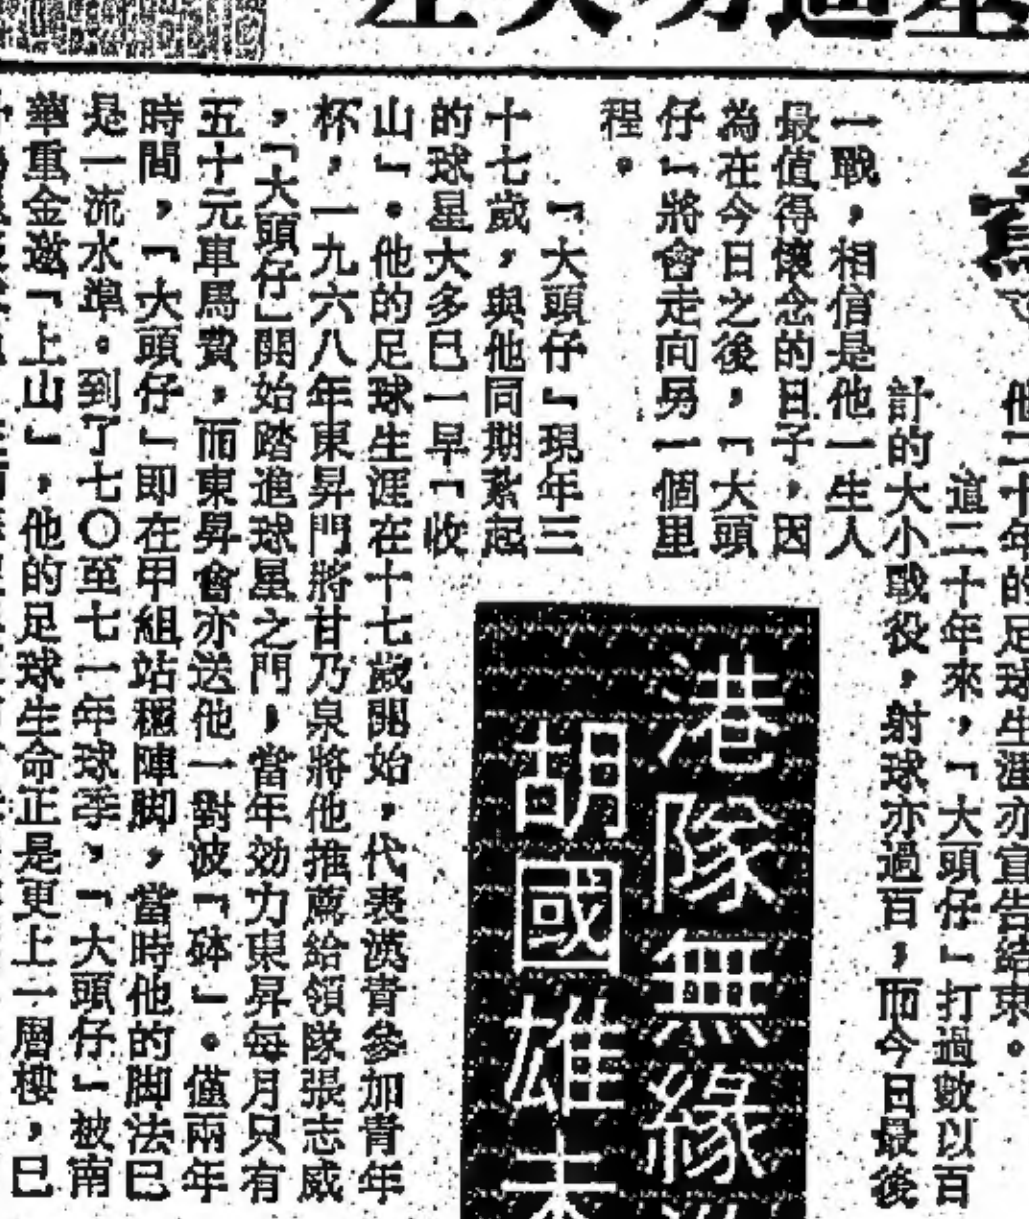 他二十年的足球生涯亦宣告結束。
這二十年來，「大頭仔」打過數以百
計的大小戰役，射球亦過百，而今日最後
一戰，相信是他一生人
最值得懷念的日子，因
為在今日之後，「大頭
仔」將會走向另一個里
程。
港隊無緣
胡國雄未
「大頭仔」現年三
十七歲，與他同期紮起
的球星大多已一早「收
山」。他的足球生涯在十七歲開始，代表漢青參加青年
杯，一九六八年東昇門將甘乃泉將他推薦給領隊張志威
，「大頭仔」開始踏進球星之門，當年効力東昇每月只有
五十元車馬費，而東昇會亦送他一對波「砵」。僅兩年
時間，「大頭仔」即在甲組站穩陣脚，當時他的脚法已
是一流水準。到了七〇至七一年球季，「大頭仔」被南
華重金邀「上山」，他的足球生命正是更上一層樓，已